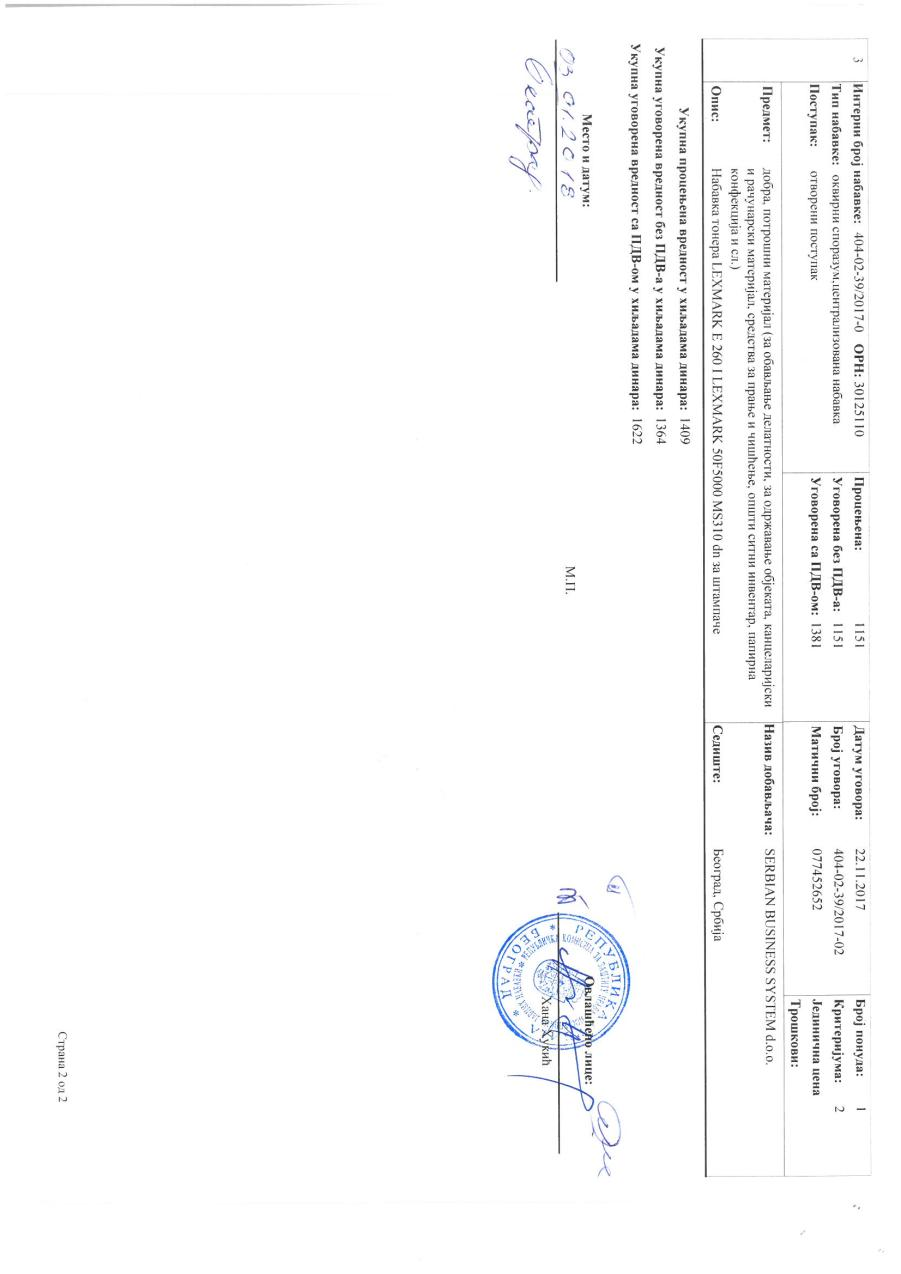 3 Интерни број набавке: 404-02-39/2017-0 ОРН: 30125110 Процењена: 1151 Датум уговора: 22.11.2017 Број понуда: 1
Тип набавке: оквирни споразум,централизована набавка Уговорена без ПДВ-а: 1151 Број уговора: 404-02-39/2017-02 Критеријума: 2
Поступак: отворени поступак Уговорена са ПДВ-ом: 1381 Матични број: 077452652 Јединична цена
Трошкови:
Предмет: добра, потрошни материјал (за обављање делатности, за одржавање објеката, канцеларијски Назив добављача: SERBIAN BUSINESS SYSTEM d.o.o.
и рачунарски материјал, средства за прање и чишћење, општи ситни инвентар, папирна
конфекција и сл.)
Опис: Набавка тонера LEXMARK E 260 I LEXMARK 50F5000 MS310 dn за штампаче Седиште: Београд, Србија
Укупна процењена вредност у хиљадама динара: 1409
Укупна уговорена вредност без ПДВ-а у хиљадама динара: 1364
Укупна уговорена вредност са ПДВ-ом у хиљадама динара: 1622
Место и датум:
03 01.2018
Београд.
М.П.
Овлашћено лице:
Хана Хукић
РЕПУБЛИКА
БЕОГРАД
Страна 2 од 2